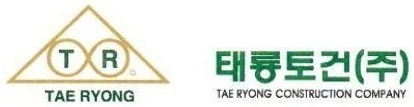 T R
TAE RYONG
태룡토건(주)
TAE RYONG CONSTRUCTION COMPANY